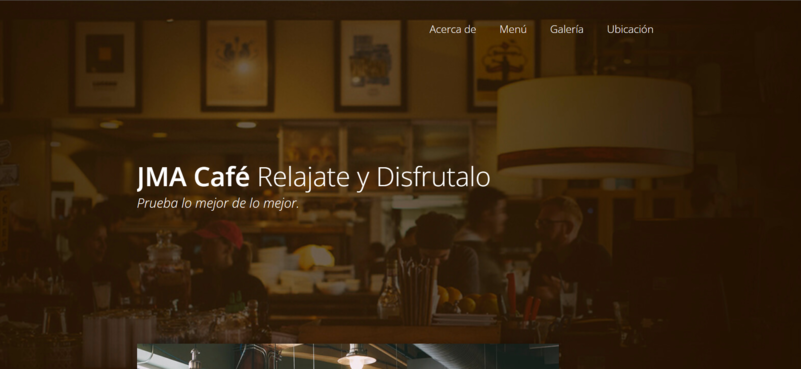 Acerca de Menú Galería Ubicación
JMA Café Relajate y Disfrutalo
Prueba lo mejor de lo mejor.